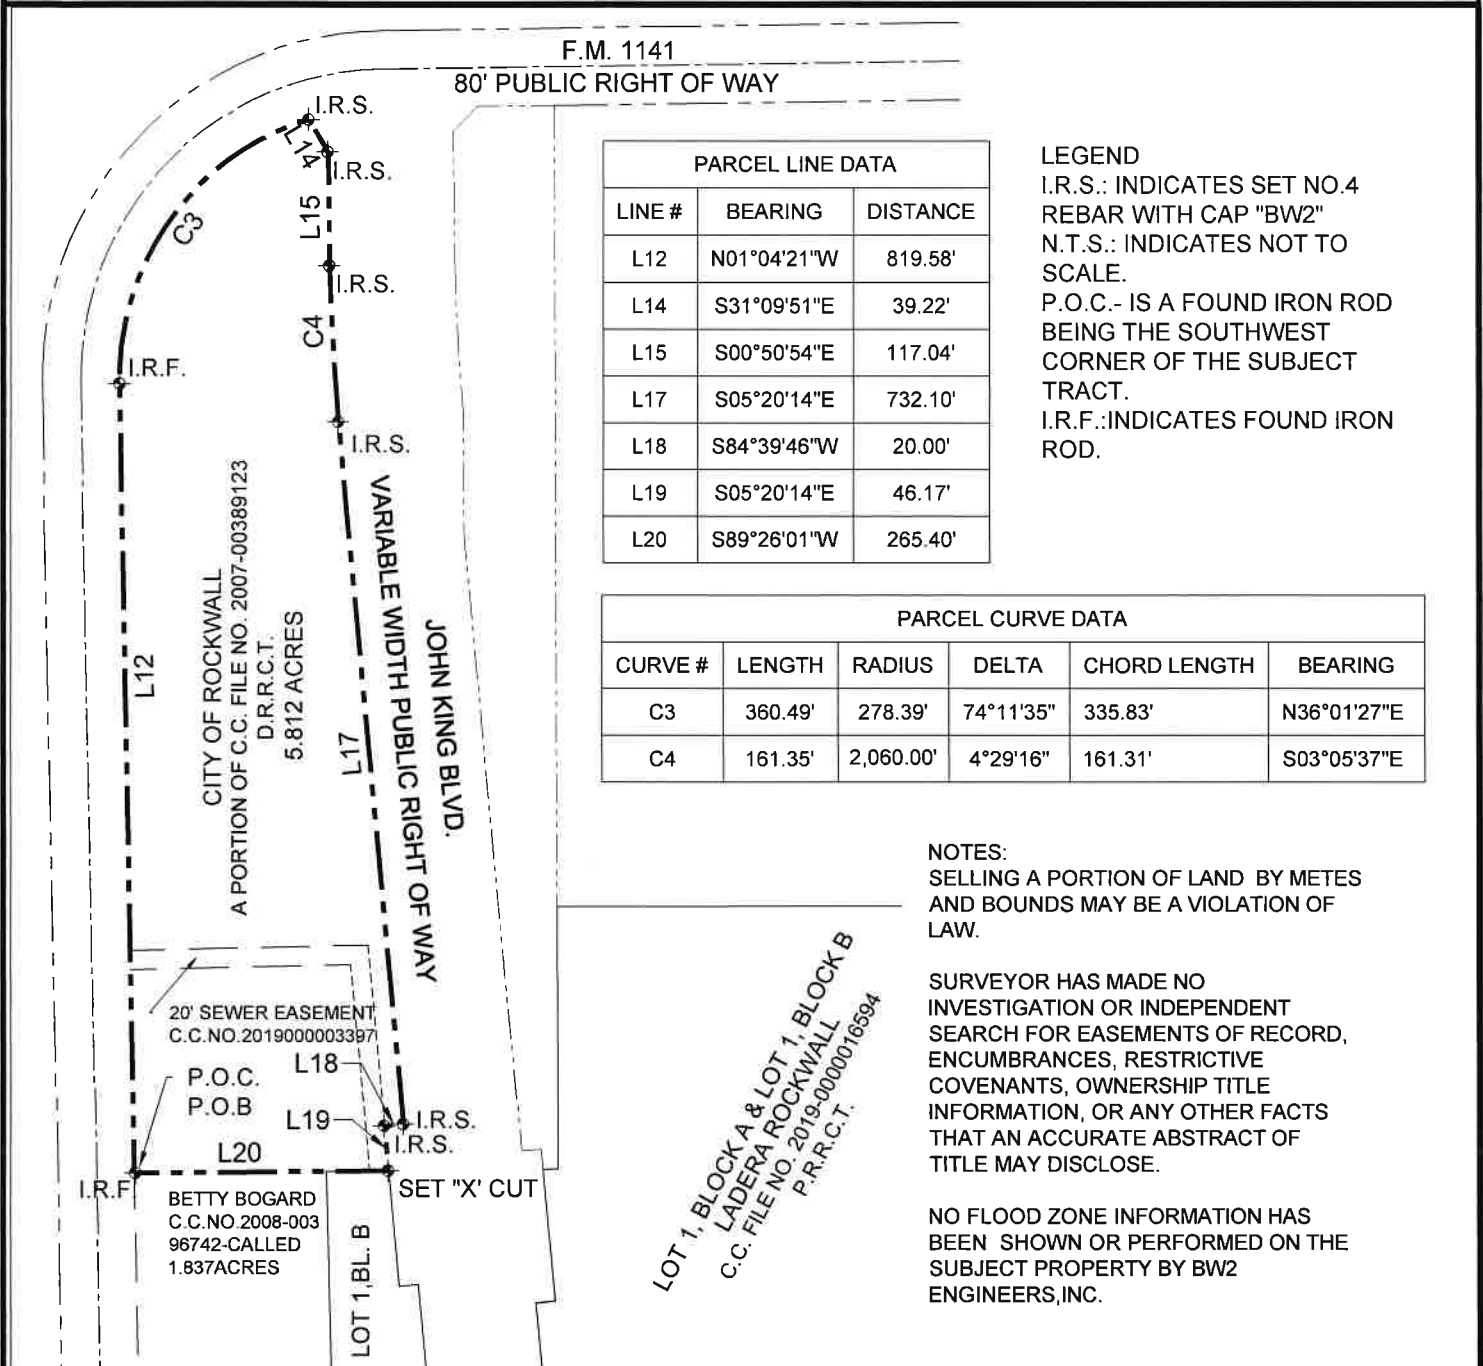 F.M. 1141
80' PUBLIC RIGHT OF WAY
I.R.S.
L14
I.R.S.
L15
C3
I.R.S.
C4
I.R.F.
I.R.S.
CITY OF ROCKWALL
A PORTION OF C.C. FILE NO. 2007-00389123
D.R.R.C.T.
5.812 ACRES
L12
L17
VARIABLE WIDTH PUBLIC RIGHT OF WAY
JOHN KING BLVD.
20' SEWER EASEMENT
C.C.NO.20190000003397
L18
P.O.C.
P.O.B
L19
I.R.S.
I.R.S.
L20
I.R.F
SET "X' CUT
BETTY BOGARD
C.C.NO.2008-003
96742-CALLED
1.837ACRES
LOT 1,BL. B
LOT 1, BLOCK A & LOT 1, BLOCK B
LADERA ROCKWALL
C.C. FILE NO. 2019-0000016594
P.R.R.C.T.
PARCEL LINE DATA
LINE # BEARING DISTANCE
L12 N01°04'21"W 819.58'
L14 S31°09'51"E 39.22'
L15 S00°50'54"E 117.04'
L17 S05°20'14"E 732.10'
L18 S84°39'46"W 20.00'
L19 S05°20'14"E 46.17'
L20 S89°26'01"W 265.40'
LEGEND
I.R.S.: INDICATES SET NO.4
REBAR WITH CAP "BW2"
N.T.S.: INDICATES NOT TO
SCALE.
P.O.C.- IS A FOUND IRON ROD
BEING THE SOUTHWEST
CORNER OF THE SUBJECT
TRACT.
I.R.F.:INDICATES FOUND IRON
ROD.
PARCEL CURVE DATA
CURVE # LENGTH RADIUS DELTA CHORD LENGTH BEARING
C3 360.49' 278.39' 74°11'35" 335.83' N36°01'27"E
C4 161.35' 2,060.00' 4°29'16" 161.31' S03°05'37"E
NOTES:
SELLING A PORTION OF LAND BY METES
AND BOUNDS MAY BE A VIOLATION OF
LAW.
SURVEYOR HAS MADE NO
INVESTIGATION OR INDEPENDENT
SEARCH FOR EASEMENTS OF RECORD,
ENCUMBRANCES, RESTRICTIVE
COVENANTS, OWNERSHIP TITLE
INFORMATION, OR ANY OTHER FACTS
THAT AN ACCURATE ABSTRACT OF
TITLE MAY DISCLOSE.
NO FLOOD ZONE INFORMATION HAS
BEEN SHOWN OR PERFORMED ON THE
SUBJECT PROPERTY BY BW2
ENGINEERS,INC.